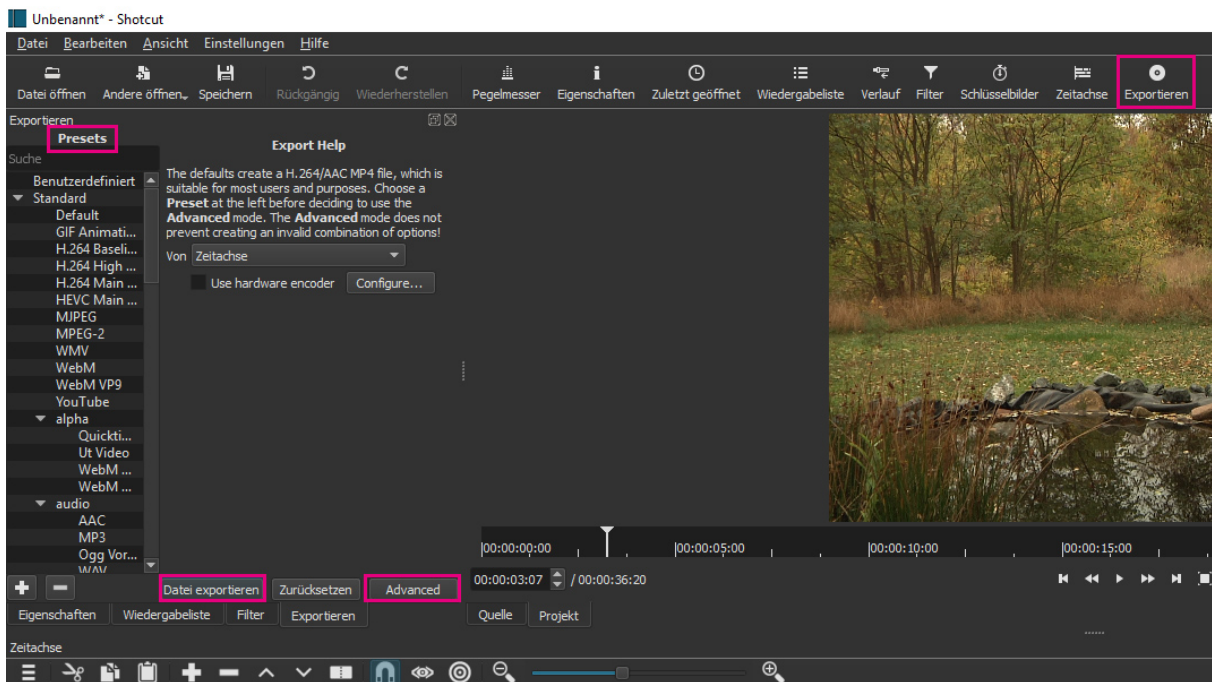 Unbenannt* - Shotcut
Datei Bearbeiten Ansicht Einstellungen Hilfe
Datei öffnen Andere öffnen Speichern Rückgängig Wiederherstellen Pegelmesser Eigenschaften Zuletzt geöffnet Wiedergabeliste Verlauf Filter Schlüsselbilder Zeitachse Exportieren
Exportieren
Presets
Suche
Benutzerdefiniert
Standard
Default
GIF Animati...
H.264 Baseli...
H.264 High ...
H.264 Main ...
HEVC Main ...
MJPEG
MPEG-2
WMV
WebM
WebM VP9
YouTube
alpha
Quickti...
Ut Video
WebM ...
WebM ...
audio
AAC
MP3
Ogg Vor...
WAV
Export Help
The defaults create a H.264/AAC MP4 file, which is
suitable for most users and purposes. Choose a
Preset at the left before deciding to use the
Advanced mode. The Advanced mode does not
prevent creating an invalid combination of options!
Von Zeitachse
Use hardware encoder Configure...
Datei exportieren Zurücksetzen Advanced
Eigenschaften Wiedergabeliste Filter Exportieren
00:00:00:00 00:00:05:00 00:00:10:00 00:00:15:00
00:00:03:07 / 00:00:36:20
Quelle Projekt
Zeitachse